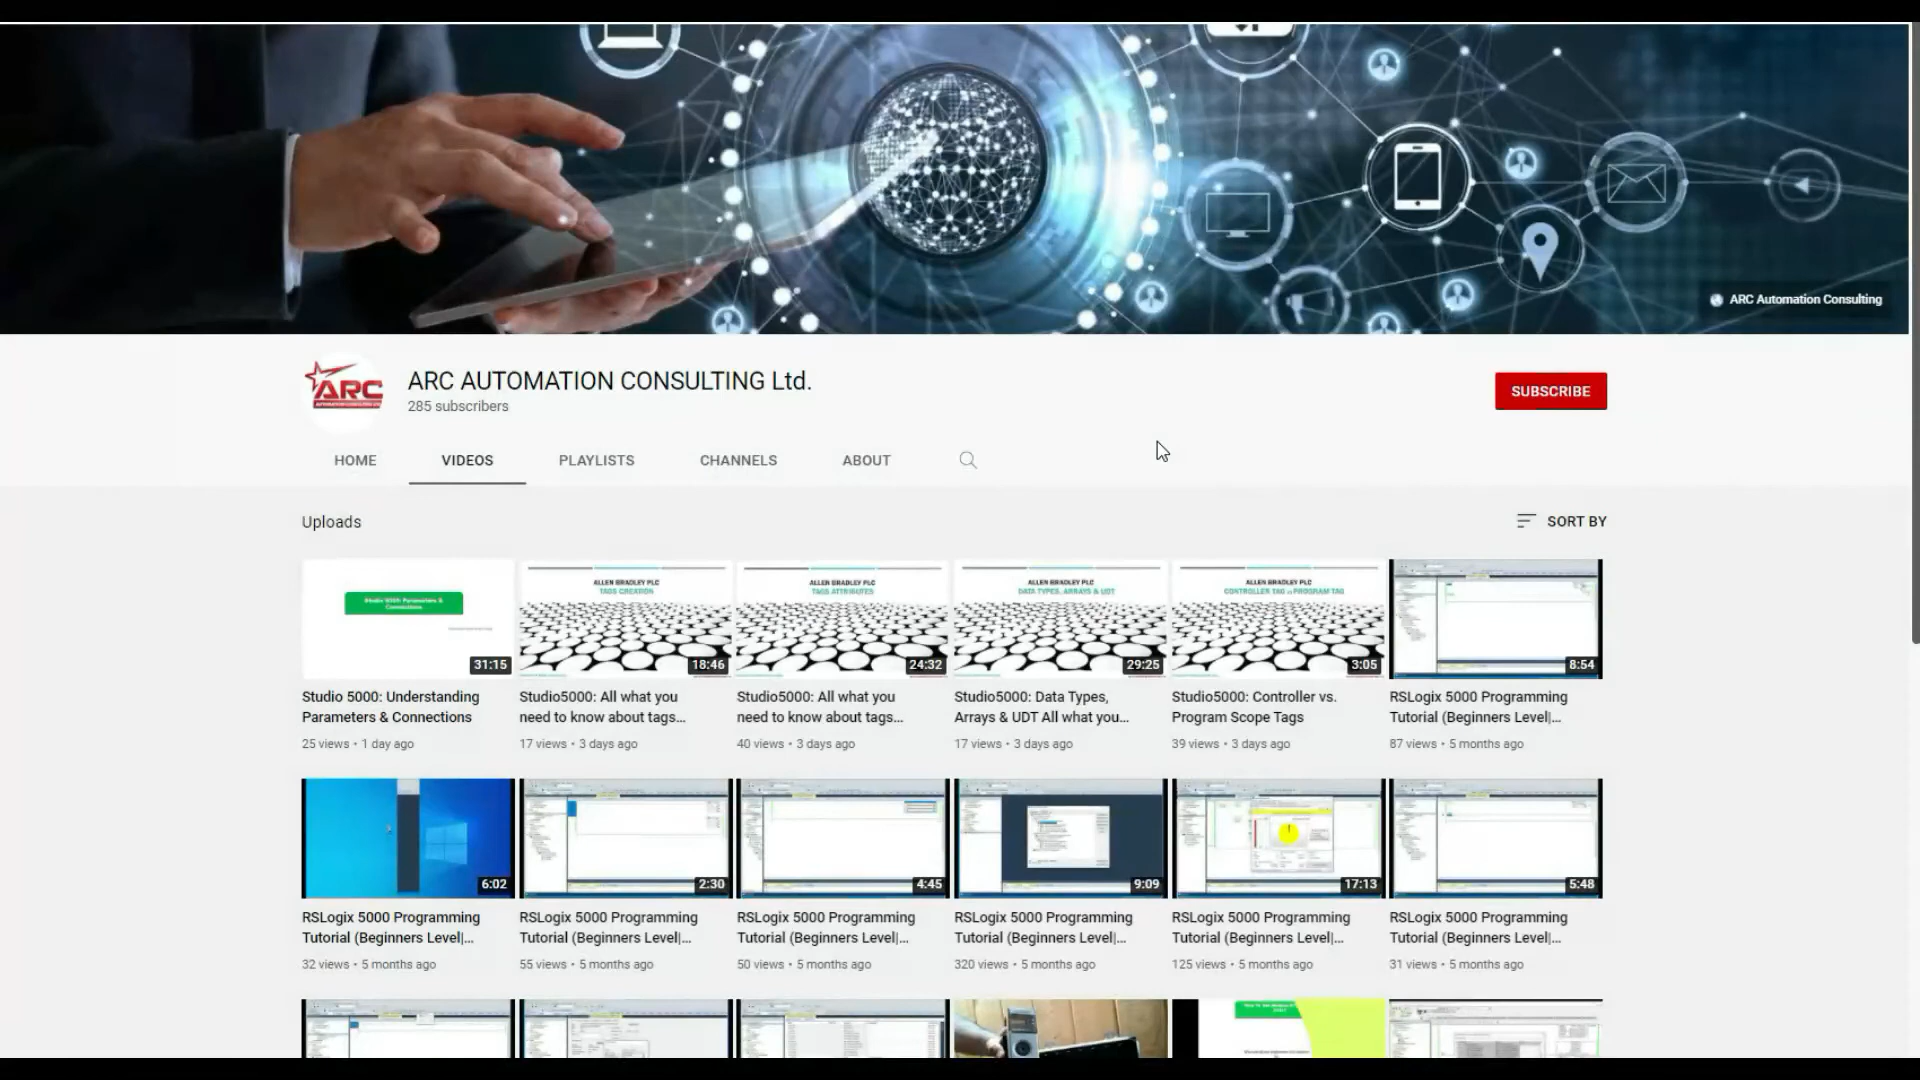 ARC Automation Consulting
ARC
ARC AUTOMATION CONSULTING Ltd.
285 subscribers
SUBSCRIBE
HOME
VIDEOS
PLAYLISTS
CHANNELS
ABOUT
Uploads
SORT BY
Studio 5000: Parameters &
Connections
31:15
ALLEN BRADLEY PLC
TAGS CREATION
18:46
ALLEN BRADLEY PLC
TAGS ATTRIBUTES
24:32
ALLEN BRADLEY PLC
DATA TYPES, ARRAYS & UDT
29:25
ALLEN BRADLEY PLC
CONTROLLER TAG vs PROGRAM TAG
3:05
8:54
Studio 5000: Understanding
Parameters & Connections
25 views • 1 day ago
Studio5000: All what you
need to know about tags...
17 views • 3 days ago
Studio5000: All what you
need to know about tags...
40 views • 3 days ago
Studio5000: Data Types,
Arrays & UDT All what you...
17 views • 3 days ago
Studio5000: Controller vs.
Program Scope Tags
39 views • 3 days ago
RSLogix 5000 Programming
Tutorial (Beginners Level|...
87 views • 5 months ago
6:02
2:30
4:45
9:09
17:13
5:48
RSLogix 5000 Programming
Tutorial (Beginners Level|...
32 views • 5 months ago
RSLogix 5000 Programming
Tutorial (Beginners Level|...
55 views • 5 months ago
RSLogix 5000 Programming
Tutorial (Beginners Level|...
50 views • 5 months ago
RSLogix 5000 Programming
Tutorial (Beginners Level|...
320 views • 5 months ago
RSLogix 5000 Programming
Tutorial (Beginners Level|...
125 views • 5 months ago
RSLogix 5000 Programming
Tutorial (Beginners Level|...
31 views • 5 months ago